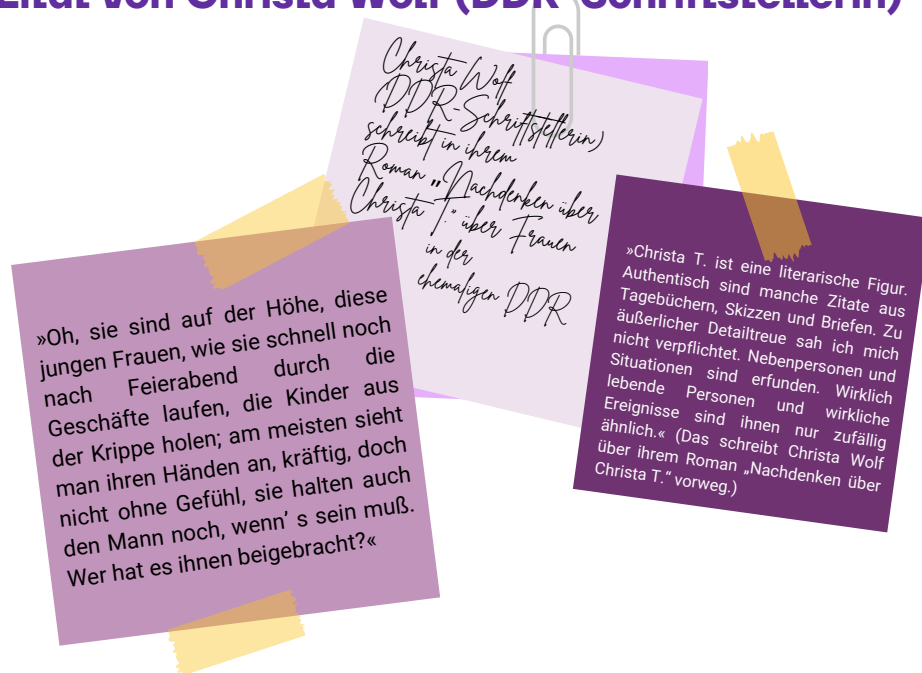 Zitat von Christa Wolf (DDR-Schriftstellerin)
Christa Wolf
DDR-Schriftstellerin)
schreibt in ihrem
Roman „Nachdenken über
Christa T.“ über Frauen
in der
ehemaligen DDR
»Oh, sie sind auf der Höhe, diese
jungen Frauen, wie sie schnell noch
nach Feierabend durch die
Geschäfte laufen, die Kinder aus
der Krippe holen; am meisten sieht
man ihren Händen an, kräftig, doch
nicht ohne Gefühl, sie halten auch
den Mann noch, wenn’ s sein muß.
Wer hat es ihnen beigebracht?«
»Christa T. ist eine literarische Figur.
Authentisch sind manche Zitate aus
Tagebüchern, Skizzen und Briefen. Zu
äußerlicher Detailtreue sah ich mich
nicht verpflichtet. Nebenpersonen und
Situationen sind erfunden. Wirklich
lebende Personen und wirkliche
Ereignisse sind ihnen nur zufällig
ähnlich.« (Das schreibt Christa Wolf
über ihrem Roman „Nachdenken über
Christa T.“ vorweg.)